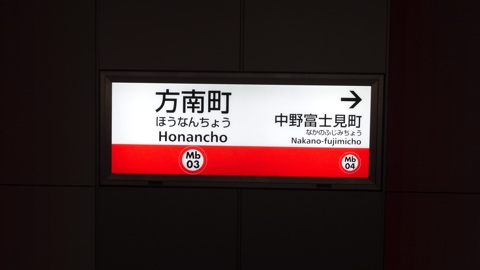 方南町
ほうなんちょう
Honancho
Mb
03
→
中野富士見町
なかのふじみちょう
Nakano-fujimicho
Mb
04